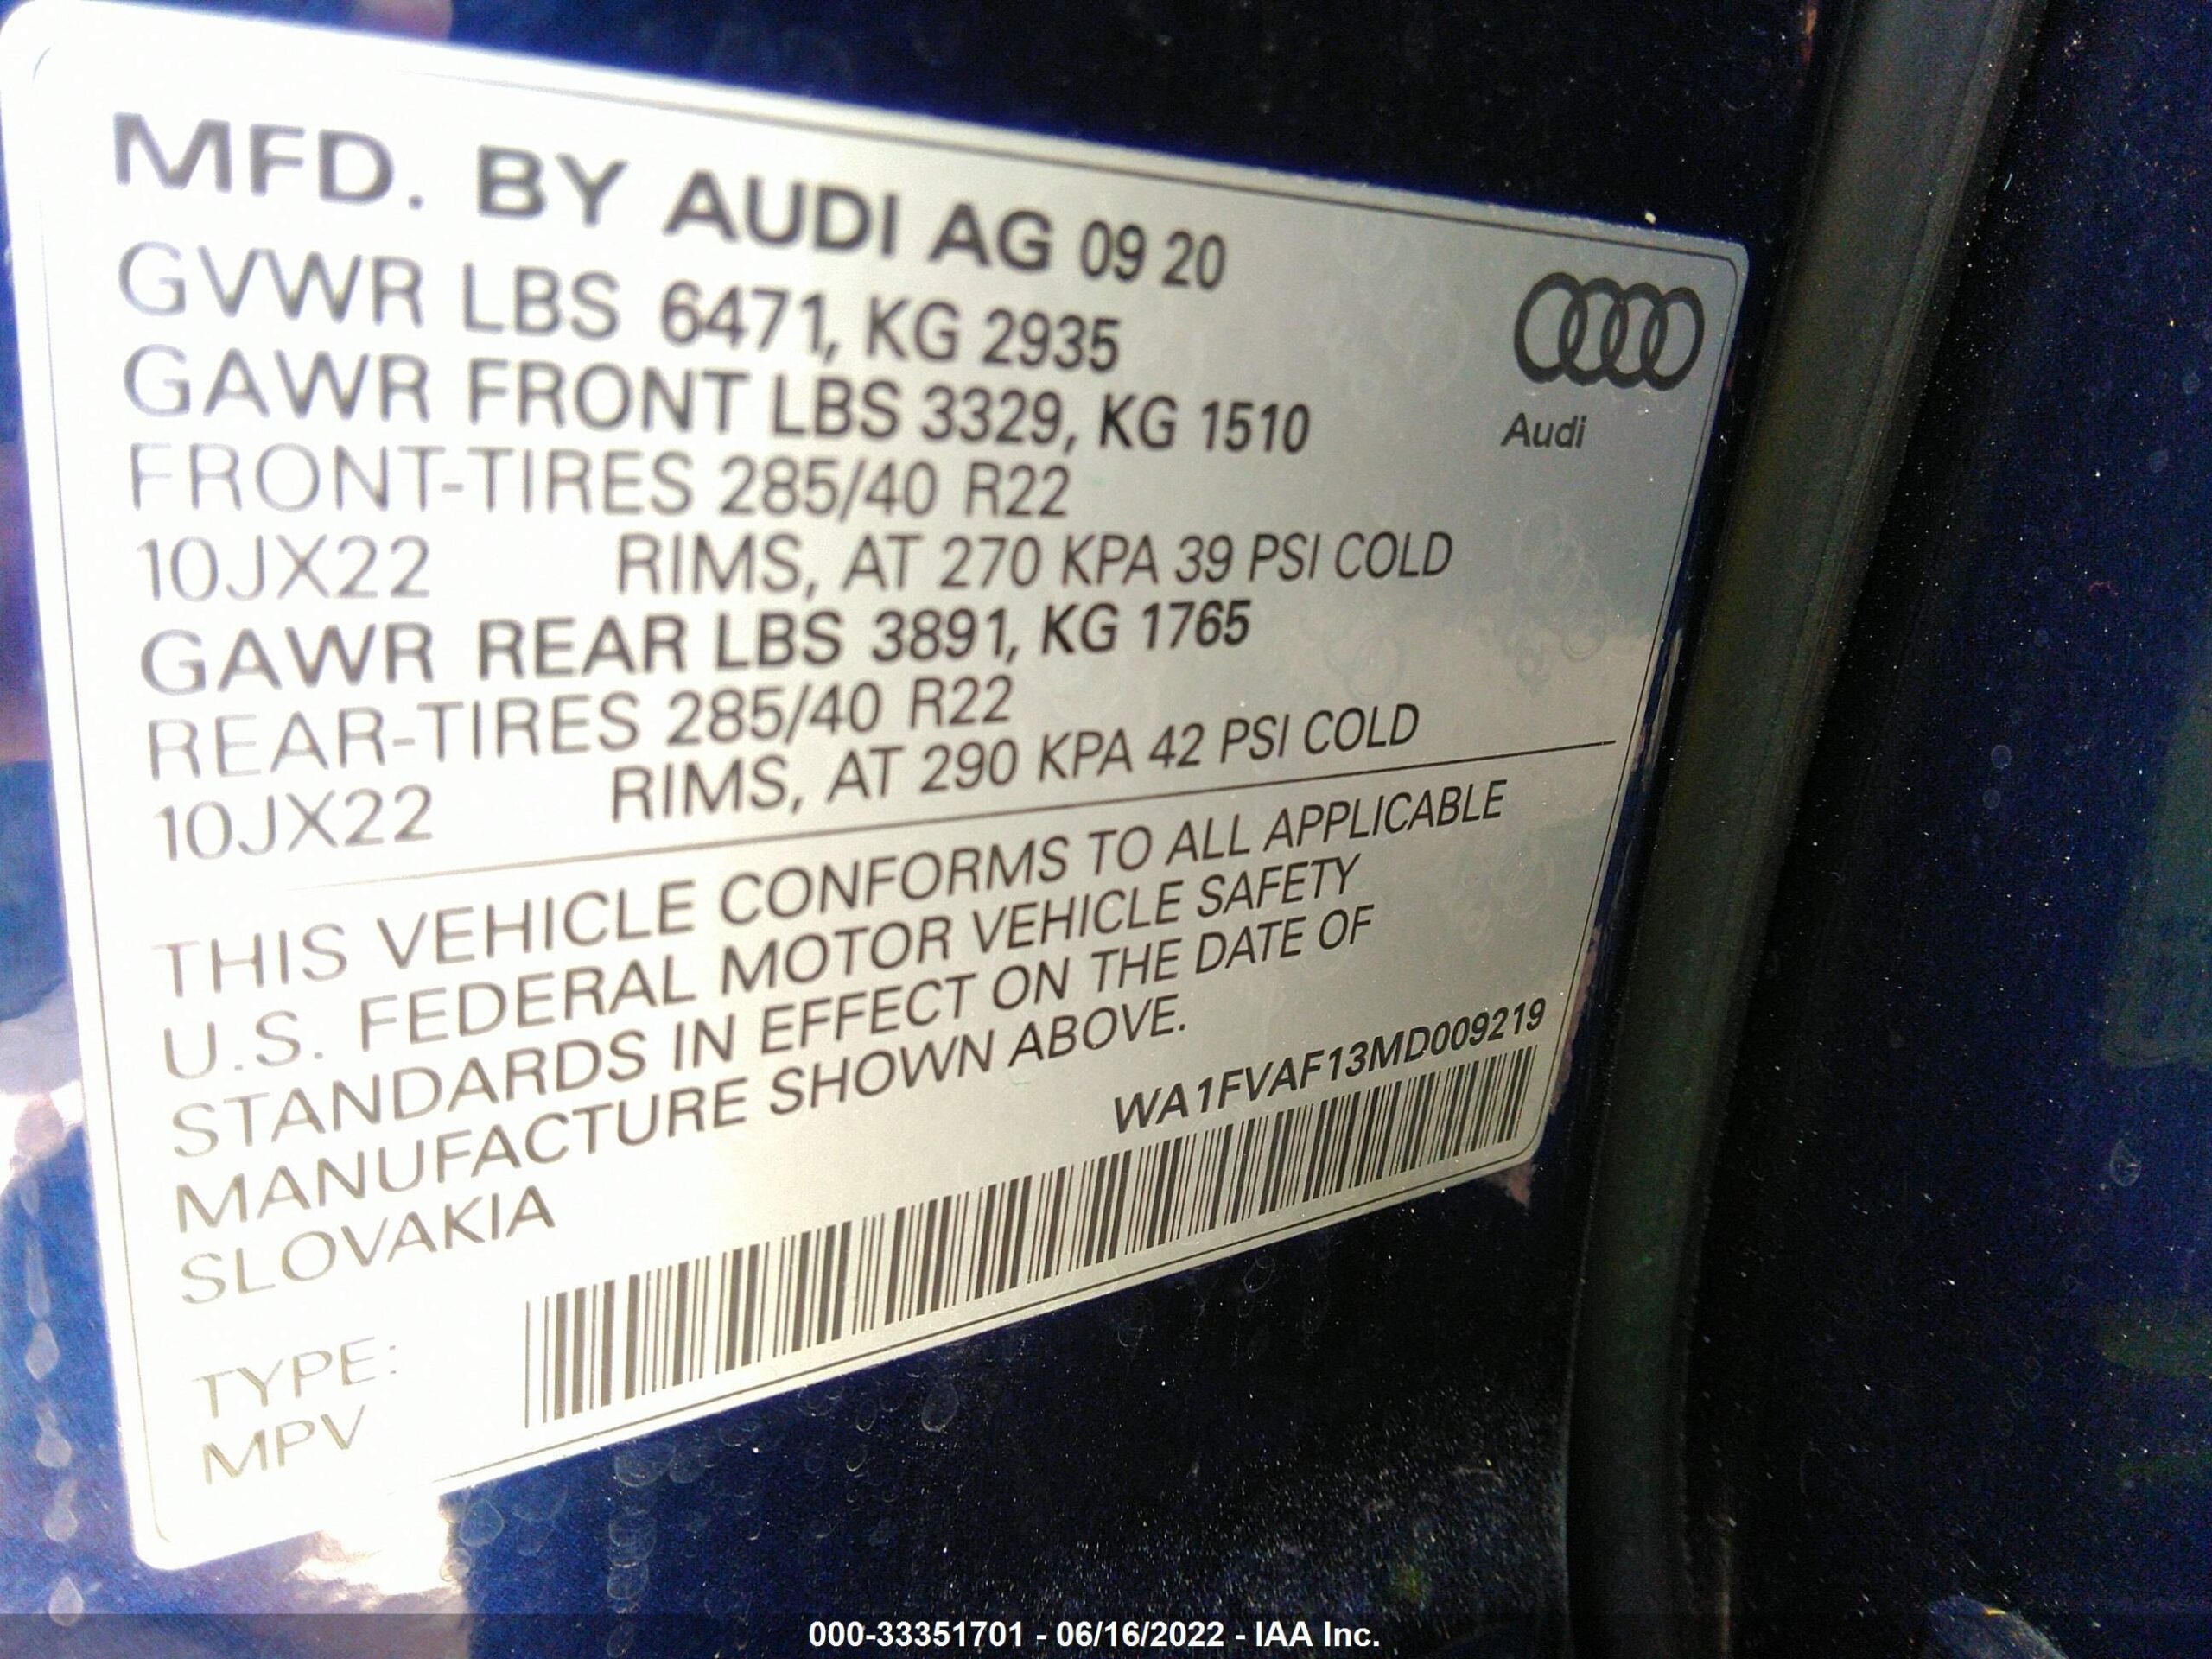 MFD. BY AUDI AG 09 20
GVWR LBS 6471, KG 2935
GAWR FRONT LBS 3329, KG 1510
FRONT-TIRES 285/40 R22
10JX22 RIMS, AT 270 KPA 39 PSI COLD
GAWR REAR LBS 3891, KG 1765
REAR-TIRES 285/40 R22
10JX22 RIMS, AT 290 KPA 42 PSI COLD
Audi
THIS VEHICLE CONFORMS TO ALL APPLICABLE
U.S. FEDERAL MOTOR VEHICLE SAFETY
STANDARDS IN EFFECT ON THE DATE OF
MANUFACTURE SHOWN ABOVE.
SLOVAKIA
WA1FVAF13MD009219
TYPE:
MPV
000-33351701 - 06/16/2022 - IAA Inc.